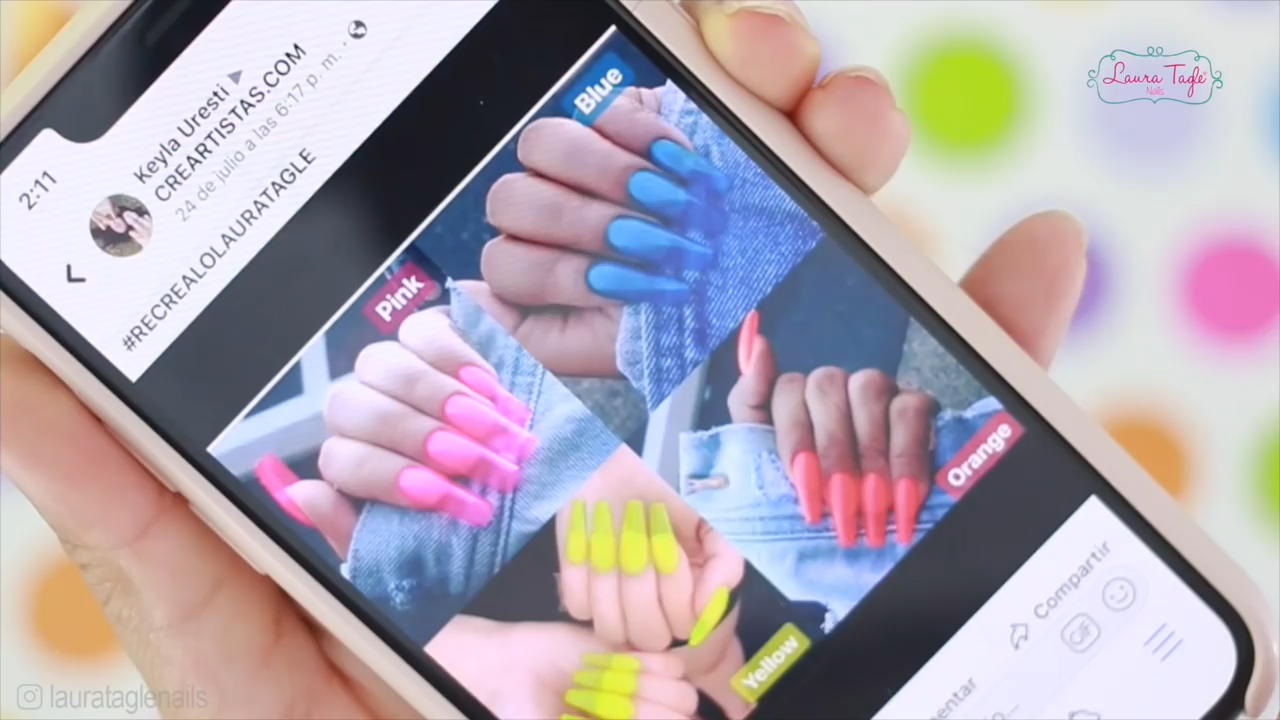 2:11
Keyla Uresti ▸
CREARTISTAS.COM
24 de julio a las 6:17 p. m. ·
#RECREALOLAURATAGLE
Blue
Pink
Orange
Yellow
Compartir
GIF
Laura Tagle
Nails
laurataglenails